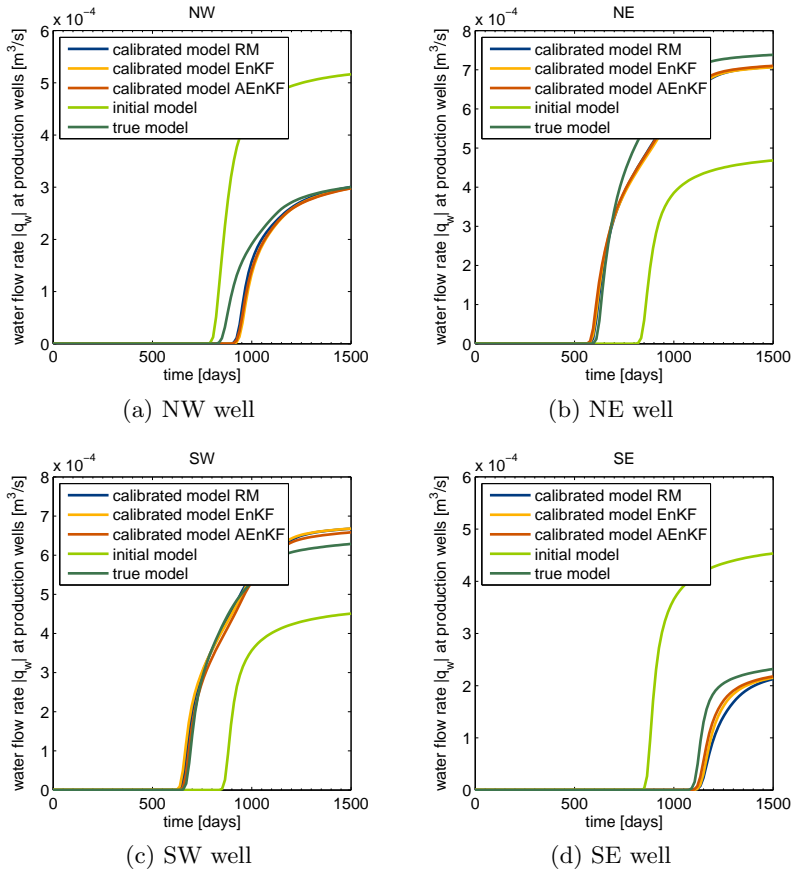 NW
x 10⁻⁴
water flow rate |q_w| at production wells [m³/s]
6
5
4
3
2
1
0
calibrated model RM
calibrated model EnKF
calibrated model AEnKF
initial model
true model
0 500 1000 1500
time [days]
(a) NW well
NE
x 10⁻⁴
water flow rate |q_w| at production wells [m³/s]
8
7
6
5
4
3
2
1
0
calibrated model RM
calibrated model EnKF
calibrated model AEnKF
initial model
true model
0 500 1000 1500
time [days]
(b) NE well
SW
x 10⁻⁴
water flow rate |q_w| at production wells [m³/s]
8
7
6
5
4
3
2
1
0
calibrated model RM
calibrated model EnKF
calibrated model AEnKF
initial model
true model
0 500 1000 1500
time [days]
(c) SW well
SE
x 10⁻⁴
water flow rate |q_w| at production wells [m³/s]
6
5
4
3
2
1
0
calibrated model RM
calibrated model EnKF
calibrated model AEnKF
initial model
true model
0 500 1000 1500
time [days]
(d) SE well